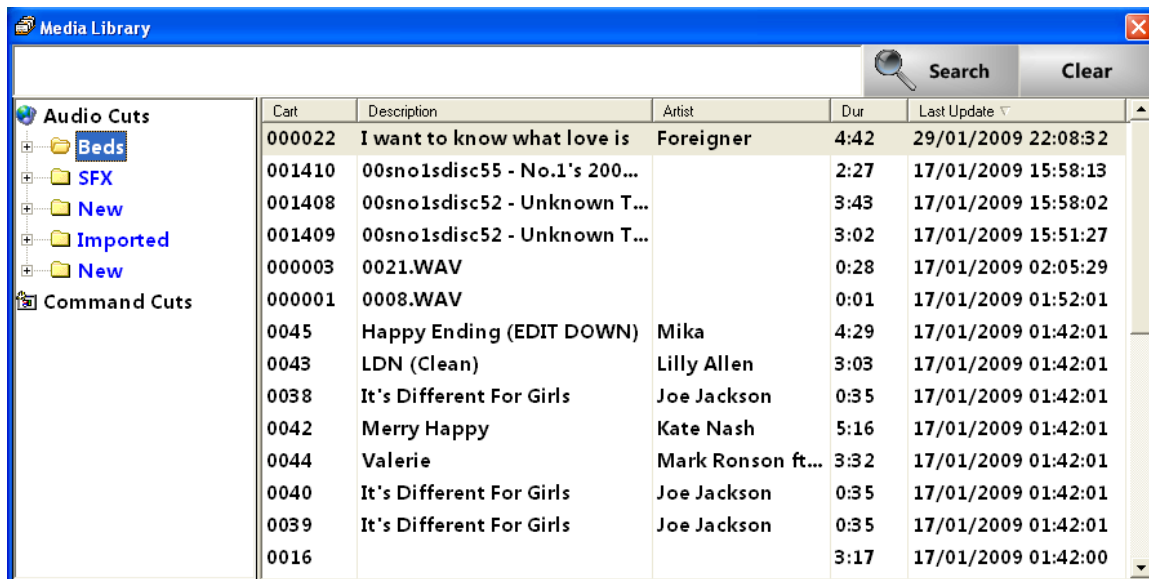 Media Library
Search Clear
Audio Cuts
Beds
SFX
New
Imported
New
Command Cuts
Cart Description Artist Dur Last Update
000022 I want to know what love is Foreigner 4:42 29/01/2009 22:08:32
001410 00sno1sdisc55 - No.1's 200... 2:27 17/01/2009 15:58:13
001408 00sno1sdisc52 - Unknown T... 3:43 17/01/2009 15:58:02
001409 00sno1sdisc52 - Unknown T... 3:02 17/01/2009 15:51:27
000003 0021.WAV 0:28 17/01/2009 02:05:29
000001 0008.WAV 0:01 17/01/2009 01:52:01
0045 Happy Ending (EDIT DOWN) Mika 4:29 17/01/2009 01:42:01
0043 LDN (Clean) Lilly Allen 3:03 17/01/2009 01:42:01
0038 It's Different For Girls Joe Jackson 0:35 17/01/2009 01:42:01
0042 Merry Happy Kate Nash 5:16 17/01/2009 01:42:01
0044 Valerie Mark Ronson ft... 3:32 17/01/2009 01:42:01
0040 It's Different For Girls Joe Jackson 0:35 17/01/2009 01:42:01
0039 It's Different For Girls Joe Jackson 0:35 17/01/2009 01:42:01
0016 3:17 17/01/2009 01:42:00